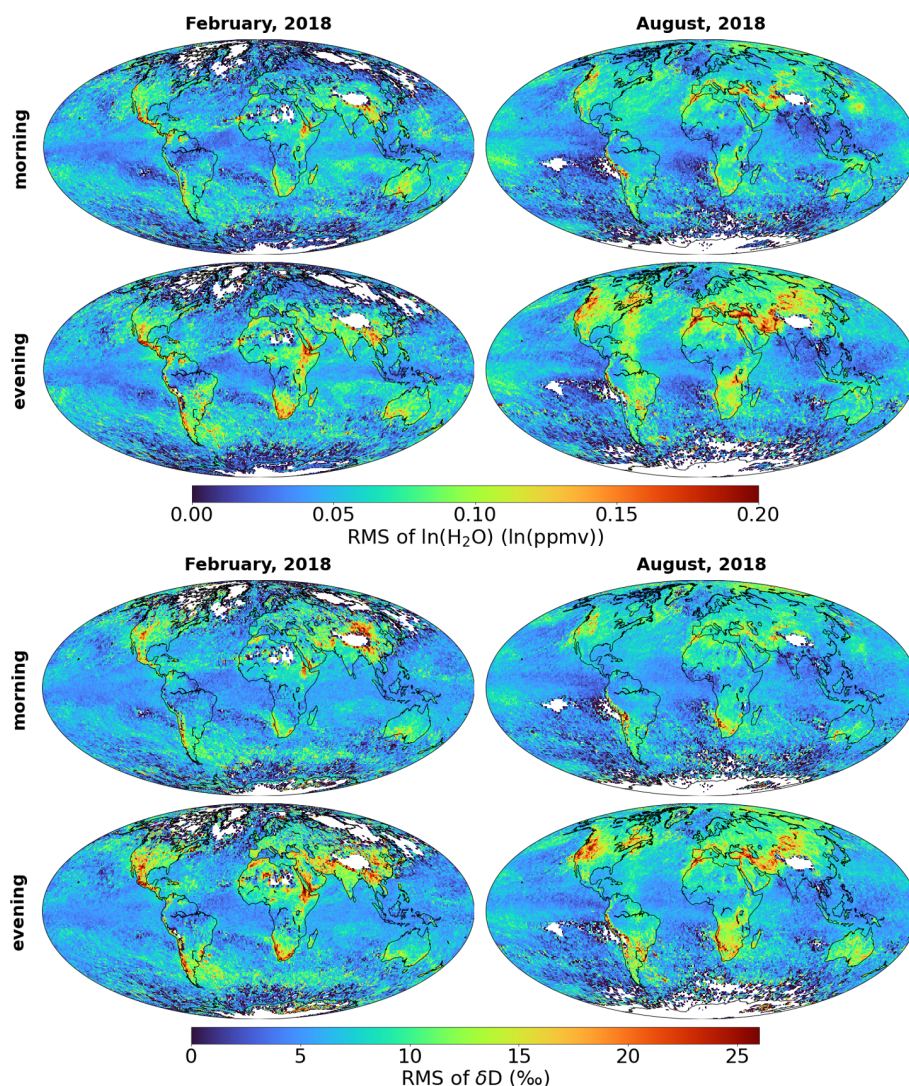 February, 2018 August, 2018
morning
evening
0.00 0.05 0.10 0.15 0.20
RMS of ln(H₂O) (ln(ppmv))
February, 2018 August, 2018
morning
evening
0 5 10 15 20 25
RMS of δD (‰)